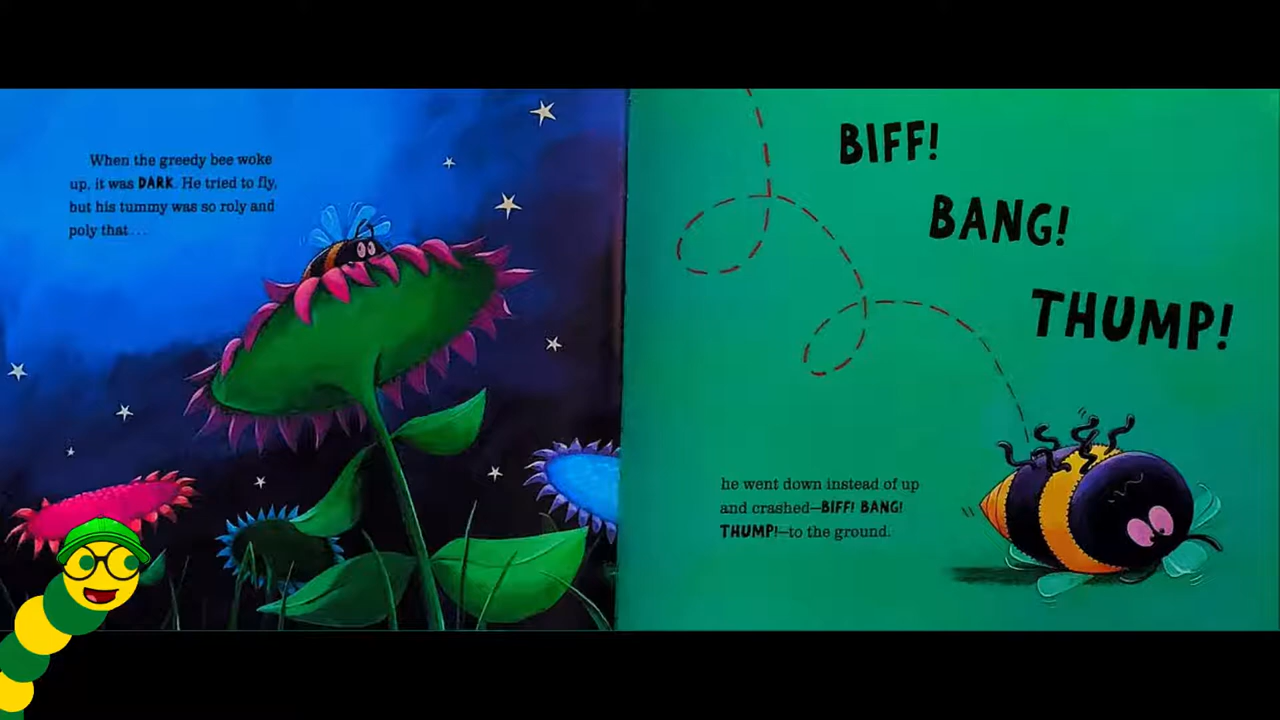 When the greedy bee woke
up, it was DARK. He tried to fly,
but his tummy was so roly and
poly that . . .
BIFF!
BANG!
THUMP!
he went down instead of up
and crashed—BIFF! BANG!
THUMP!—to the ground.